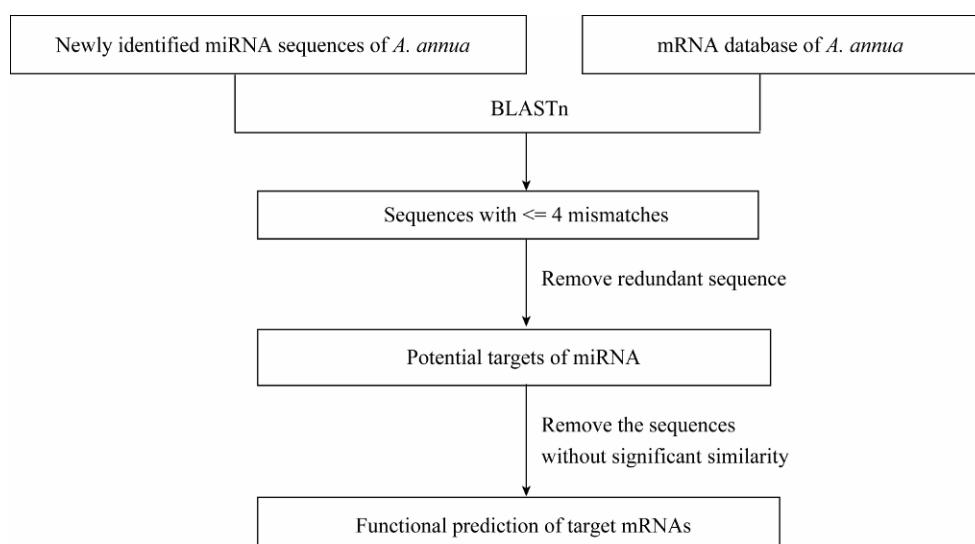 Newly identified miRNA sequences of A. annua
mRNA database of A. annua
BLASTn
Sequences with <= 4 mismatches
Remove redundant sequence
Potential targets of miRNA
Remove the sequences
without significant similarity
Functional prediction of target mRNAs